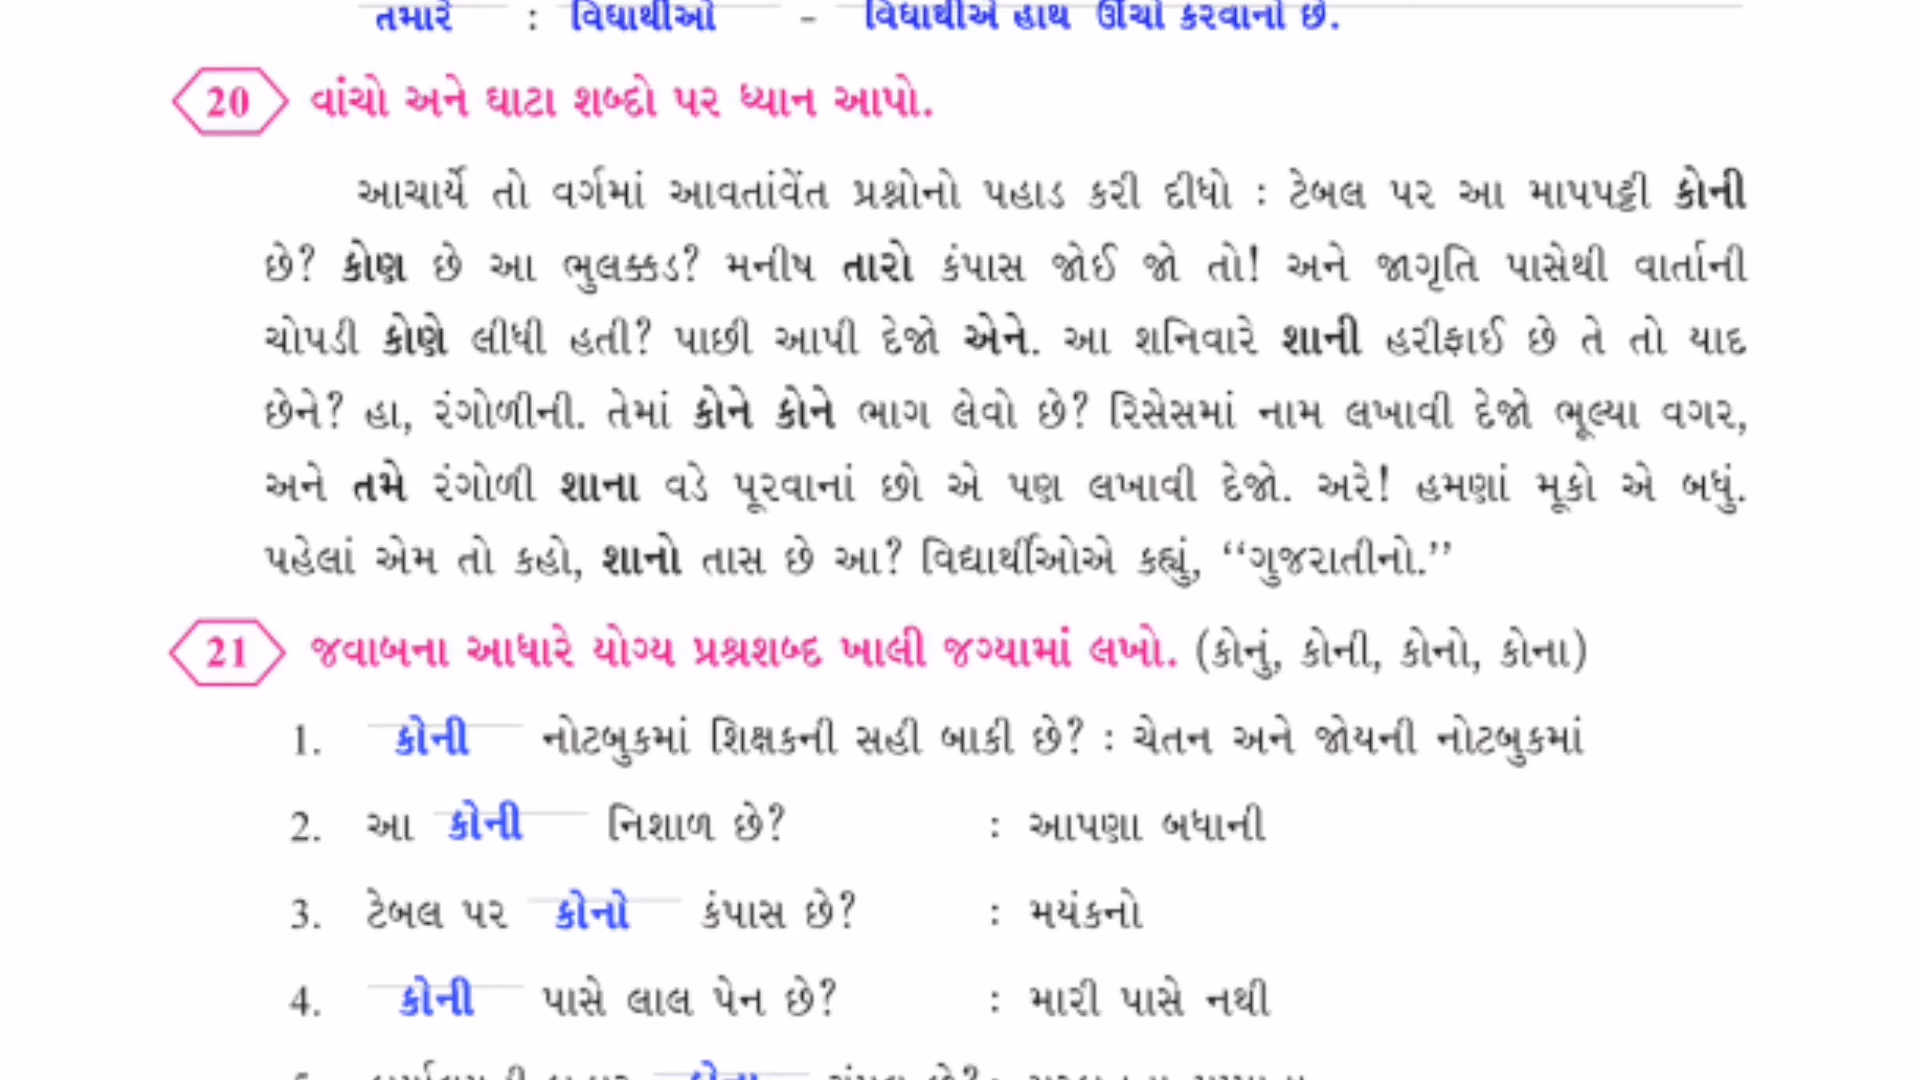 તમારે : વિદ્યાર્થીઓ - વિદ્યાર્થીએ હાથ ઊંચો કરવાનો છે.
20 વાંચો અને ઘાટા શબ્દો પર ધ્યાન આપો.
આચાર્યે તો વર્ગમાં આવતાંવેંત પ્રશ્નોનો પહાડ કરી દીધો : ટેબલ પર આ માપપટ્ટી કોની
છે? કોણ છે આ ભુલક્કડ? મનીષ તારો કંપાસ જોઈ જો તો! અને જાગૃતિ પાસેથી વાર્તાની
ચોપડી કોણે લીધી હતી? પાછી આપી દેજો એને. આ શનિવારે શાની હરીફાઈ છે તે તો યાદ
છેને? હા, રંગોળીની. તેમાં કોને કોને ભાગ લેવો છે? રિસેસમાં નામ લખાવી દેજો ભૂલ્યા વગર,
અને તમે રંગોળી શાના વડે પૂરવાનાં છો એ પણ લખાવી દેજો. અરે! હમણાં મૂકો એ બધું.
પહેલાં એમ તો કહો, શાનો તાસ છે આ? વિદ્યાર્થીઓએ કહ્યું, “ગુજરાતીનો.”
21 જવાબના આધારે યોગ્ય પ્રશ્નશબ્દ ખાલી જગ્યામાં લખો. (કોનું, કોની, કોનો, કોના)
1. કોની નોટબુકમાં શિક્ષકની સહી બાકી છે? : ચેતન અને જોયની નોટબુકમાં
2. આ કોની નિશાળ છે? : આપણા બધાની
3. ટેબલ પર કોનો કંપાસ છે? : મયંકનો
4. કોની પાસે લાલ પેન છે? : મારી પાસે નથી